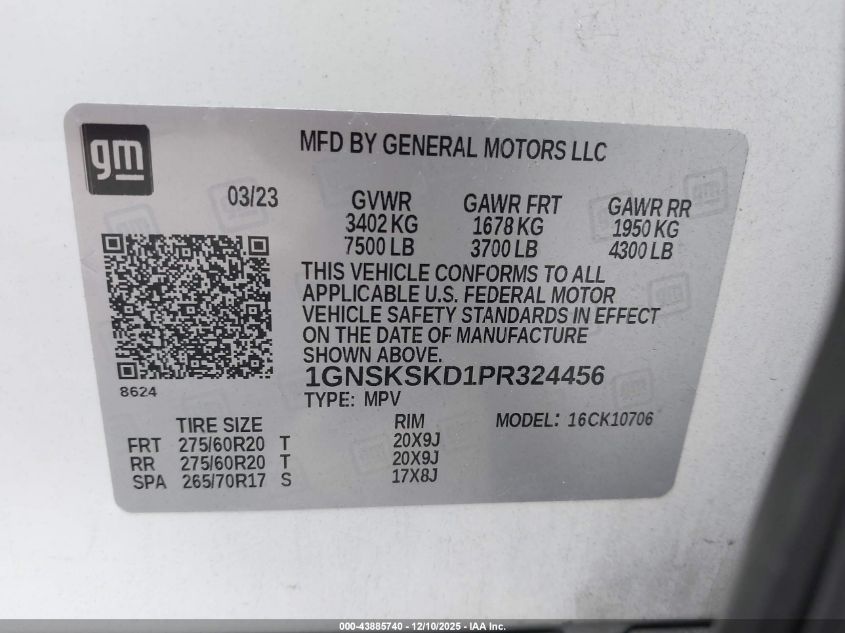 gm
MFD BY GENERAL MOTORS LLC
03/23 GVWR GAWR FRT GAWR RR
3402 KG 1678 KG 1950 KG
7500 LB 3700 LB 4300 LB
THIS VEHICLE CONFORMS TO ALL
APPLICABLE U.S. FEDERAL MOTOR
VEHICLE SAFETY STANDARDS IN EFFECT
ON THE DATE OF MANUFACTURE
SHOWN ABOVE.
1GNSKSKD1PR324456
8624
TYPE: MPV
TIRE SIZE RIM MODEL: 16CK10706
FRT 275/60R20 T 20X9J
RR 275/60R20 T 20X9J
SPA 265/70R17 S 17X8J
000-43885740 - 12/10/2025 - IAA Inc.